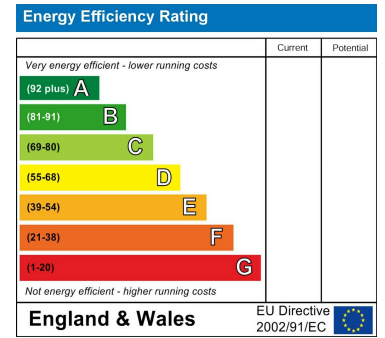 Energy Efficiency Rating
Current Potential
Very energy efficient - lower running costs
(92 plus) A
(81-91) B
(69-80) C
(55-68) D
(39-54) E
(21-38) F
(1-20) G
Not energy efficient - higher running costs
England & Wales
EU Directive
2002/91/EC